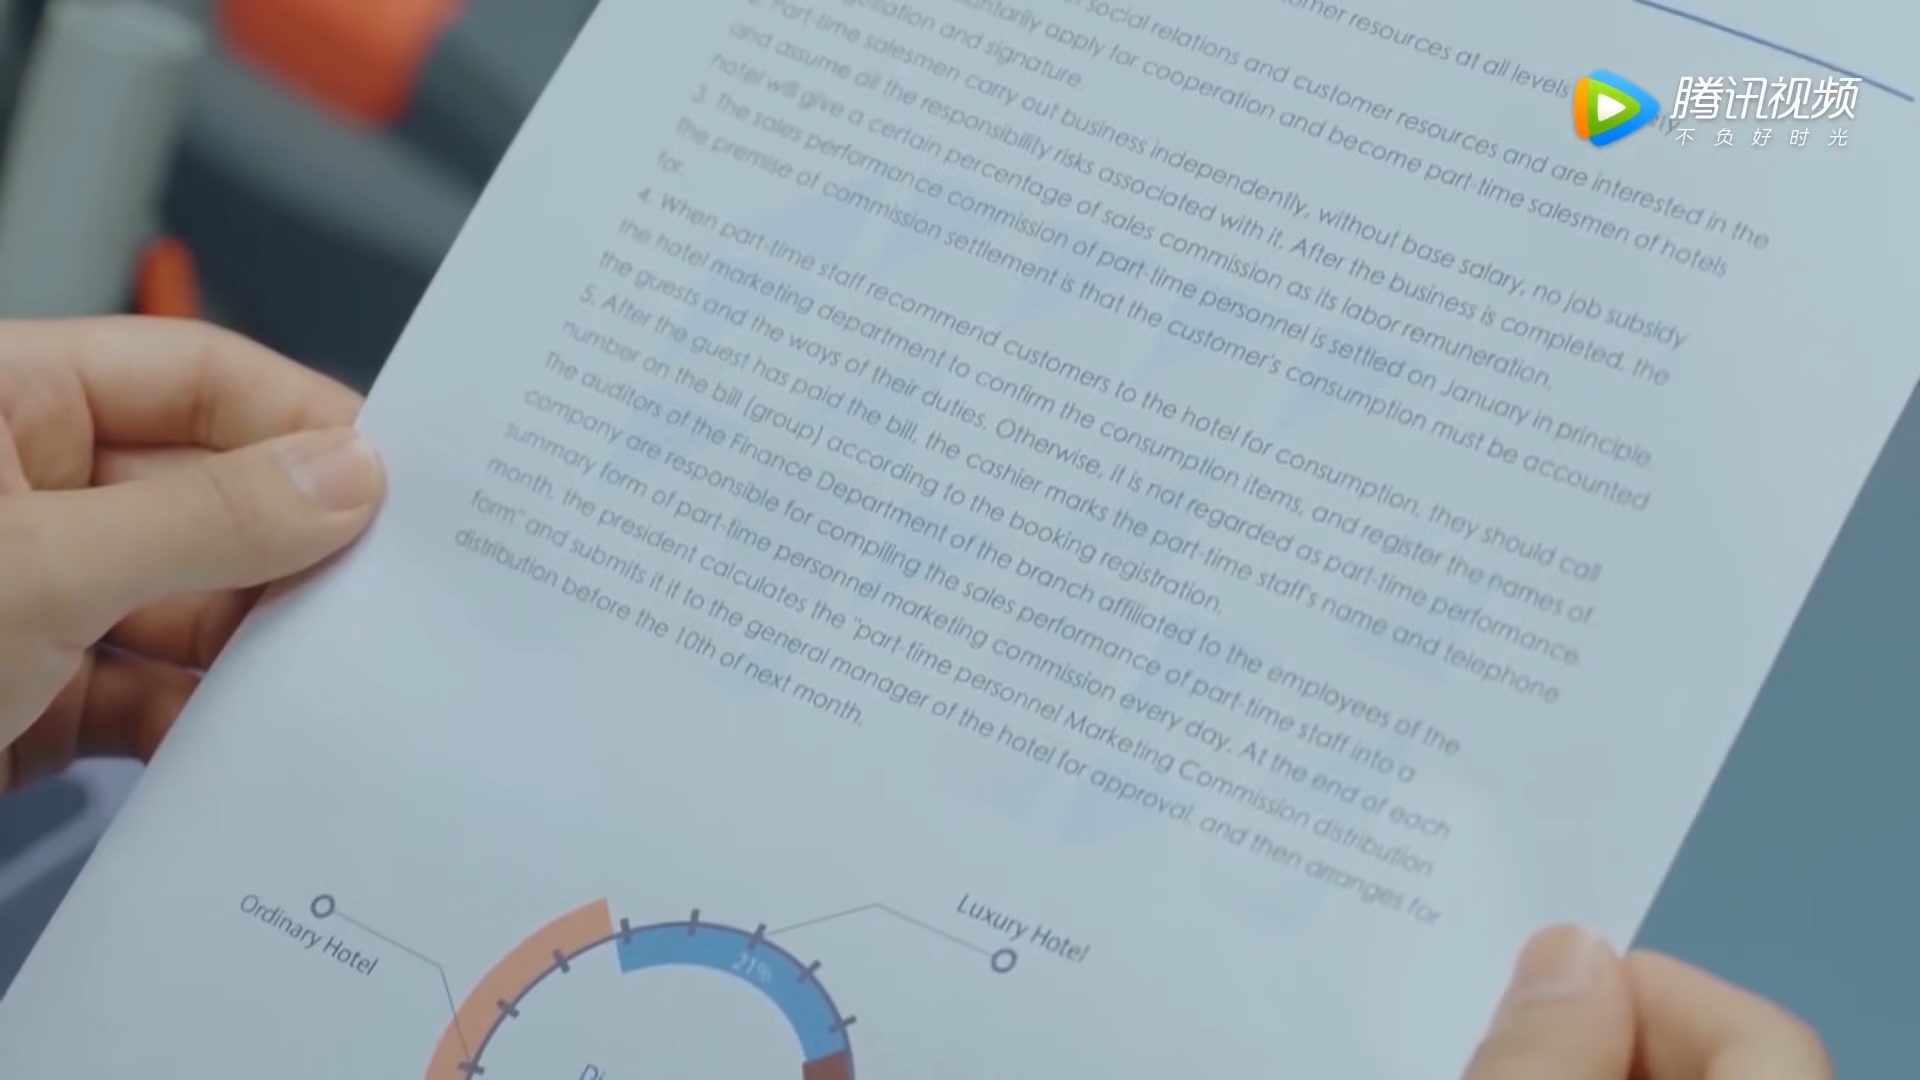 omer resources at all levels
social relations and customer resources and are interested in the
untarily apply for cooperation and become part-time salesmen of hotels
and signature.
2. Part-time salesmen carry out business independently, without base salary, no job subsidy
and assume all the responsibility risks associated with it. After the business is completed, the
hotel will give a certain percentage of sales commission as its labor remuneration.
3. The sales performance commission of part-time personnel is settled on January in principle.
The premise of commission settlement is that the customer's consumption must be accounted
for.
4. When part-time staff recommend customers to the hotel for consumption, they should call
the hotel marketing department to confirm the consumption items, and register the names of
the guests and the ways of their duties. Otherwise, it is not regarded as part-time performance.
5. After the guest has paid the bill, the cashier marks the part-time staff's name and telephone
number on the bill (group) according to the booking registration.
The auditors of the Finance Department of the branch affiliated to the employees of the
company are responsible for compiling the sales performance of part-time staff into a
summary form of part-time personnel marketing commission every day. At the end of each
month, the president calculates the "part-time personnel Marketing Commission distribution
form" and submits it it to the general manager of the hotel for approval, and then arranges for
distribution before the 10th of next month.
Ordinary Hotel
Luxury Hotel
21%
Di
腾讯视频
不负好时光